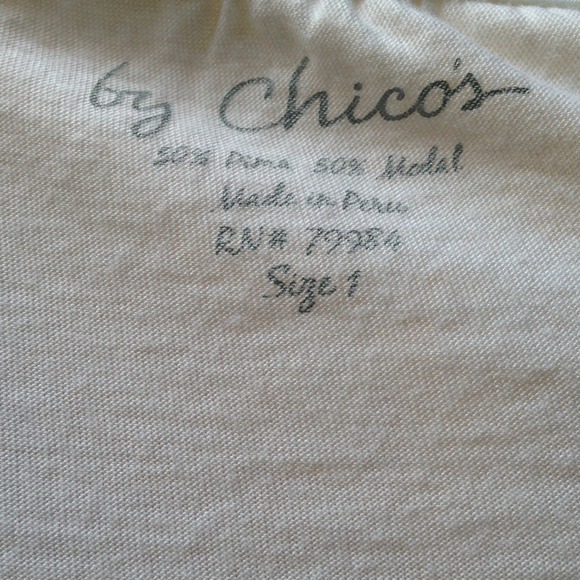 by Chico's
50% Pima 50% Modal
Made in Peru
RN# 79984
Size 1